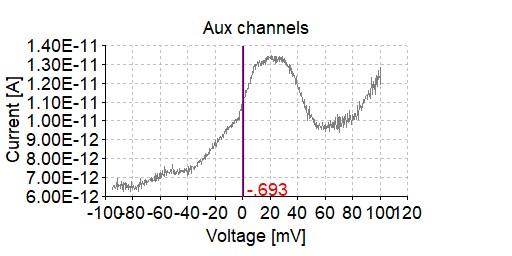 Aux channels
Current [A]
1.40E-11
1.30E-11
1.20E-11
1.10E-11
1.00E-11
9.00E-12
8.00E-12
7.00E-12
6.00E-12
-.693
-100 -80 -60 -40 -20 0 20 40 60 80 100 120
Voltage [mV]